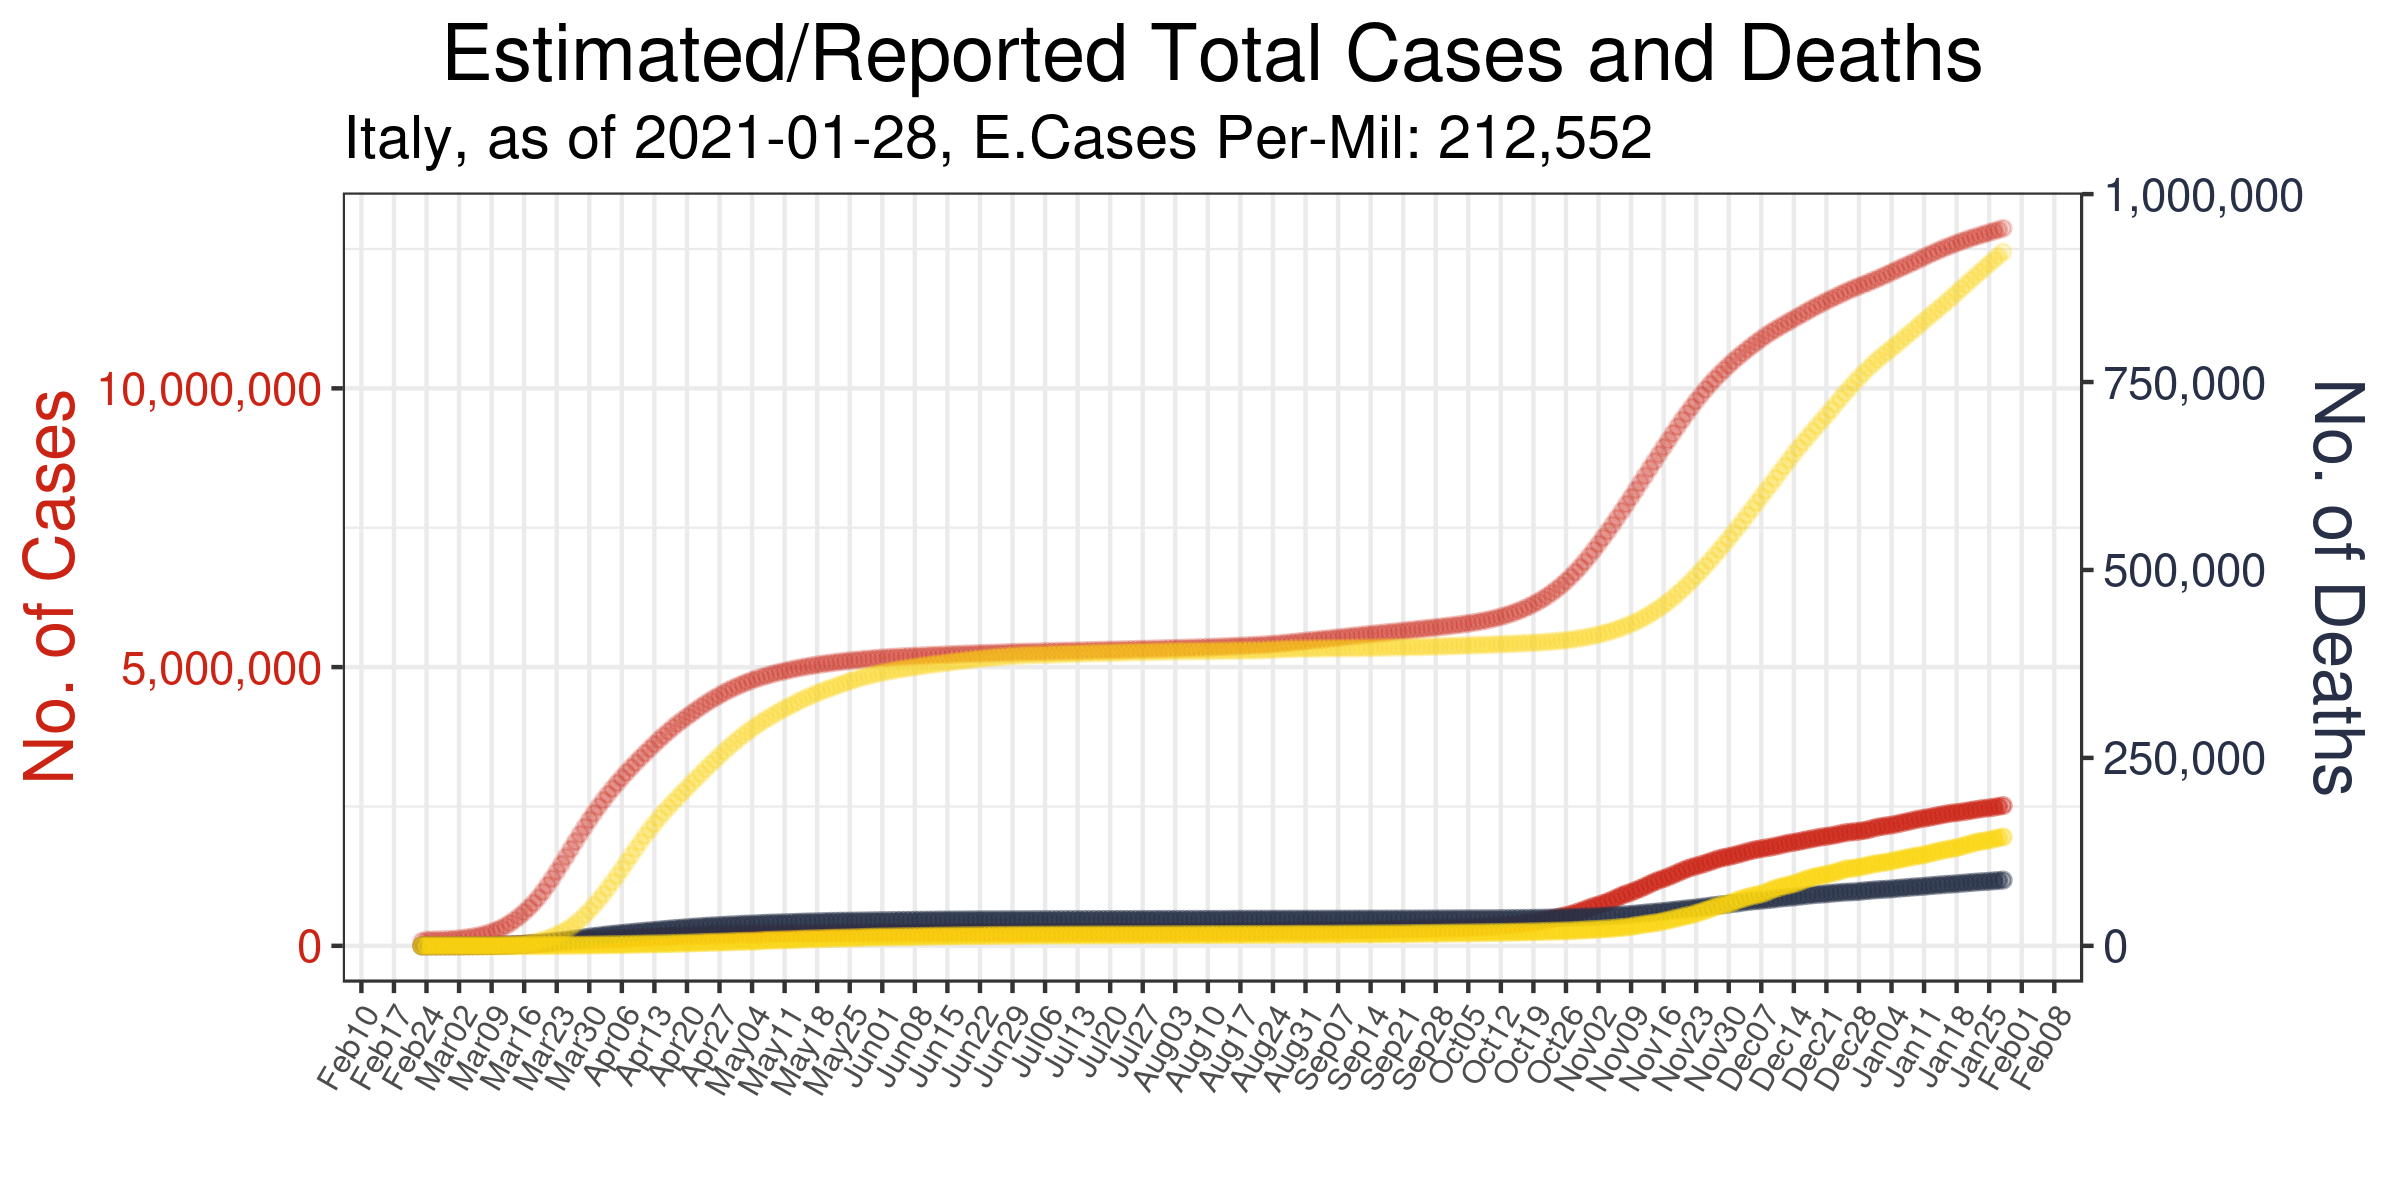 Estimated/Reported Total Cases and Deaths
Italy, as of 2021-01-28, E.Cases Per-Mil: 212,552
No. of Cases
10,000,000
5,000,000
0
1,000,000
750,000
500,000
250,000
0
No. of Deaths
Feb10 Feb17 Feb24 Mar02 Mar09 Mar16 Mar23 Mar30 Apr06 Apr13 Apr20 Apr27 May04 May11 May18 May25 Jun01 Jun08 Jun15 Jun22 Jun29 Jul06 Jul13 Jul20 Jul27 Aug03 Aug10 Aug17 Aug24 Aug31 Sep07 Sep14 Sep21 Sep28 Oct05 Oct12 Oct19 Oct26 Nov02 Nov09 Nov16 Nov23 Nov30 Dec07 Dec14 Dec21 Dec28 Jan04 Jan11 Jan18 Jan25 Feb01 Feb08